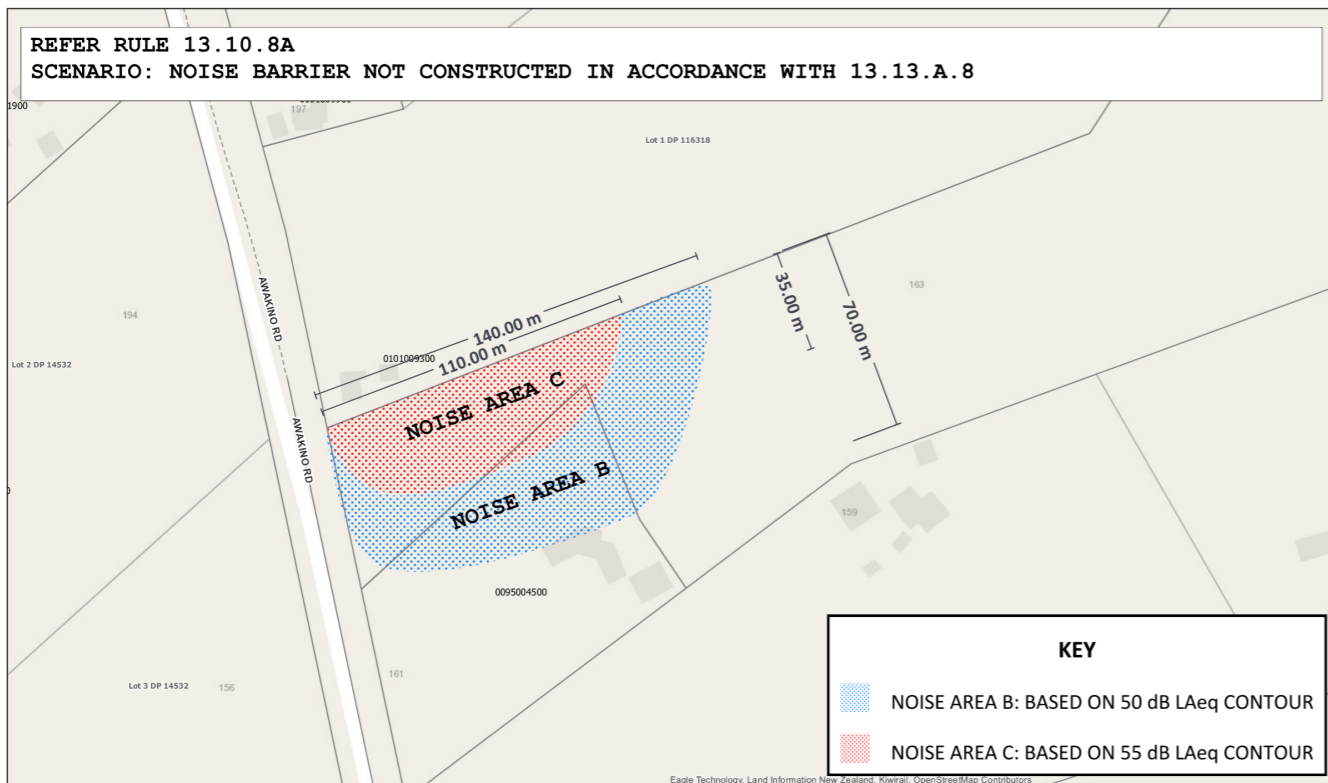 REFER RULE 13.10.8A
SCENARIO: NOISE BARRIER NOT CONSTRUCTED IN ACCORDANCE WITH 13.13.A.8
1900
197
Lot 1 DP 116318
163
194
AWAKINO RD
35.00 m
70.00 m
140.00 m
110.00 m
0101009300
Lot 2 DP 14532
NOISE AREA C
AWAKINO RD
NOISE AREA B
159
0095004500
161
Lot 3 DP 14532
156
KEY
NOISE AREA B: BASED ON 50 dB LAeq CONTOUR
NOISE AREA C: BASED ON 55 dB LAeq CONTOUR
Eagle Technology, Land Information New Zealand, Kiwirail, OpenStreetMap Contributors